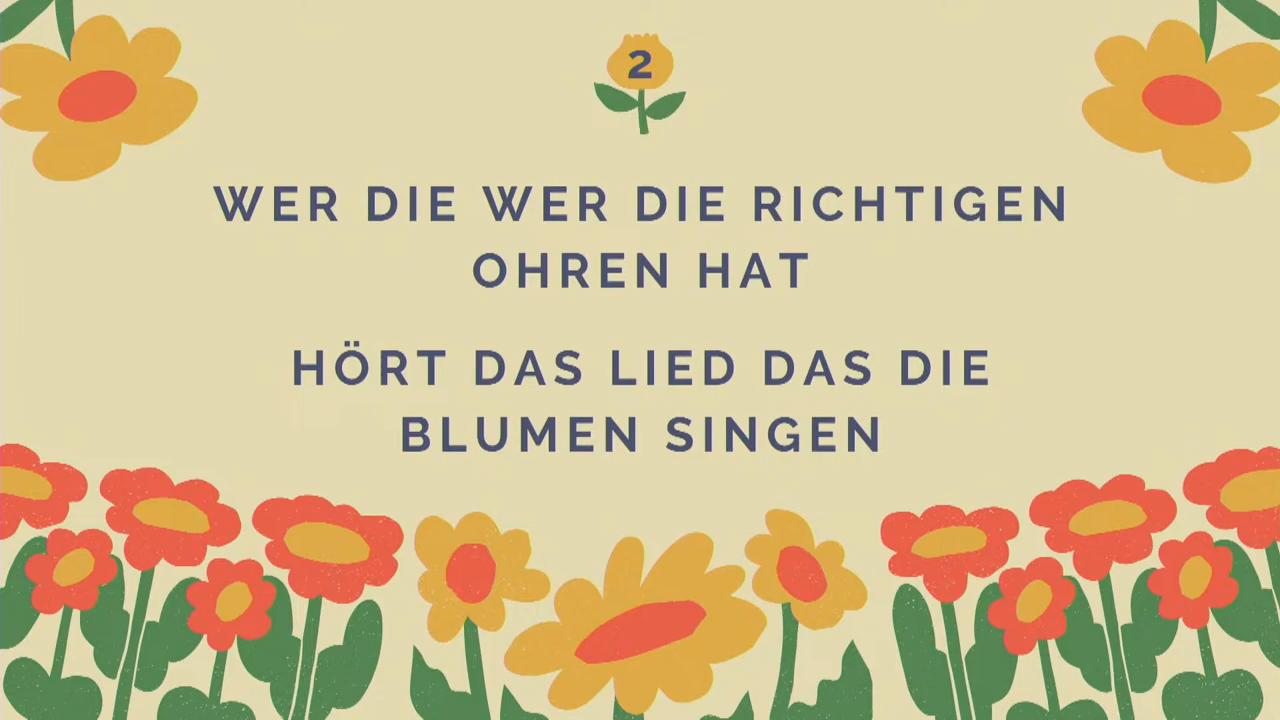 2
WER DIE WER DIE RICHTIGEN
OHREN HAT
HÖRT DAS LIED DAS DIE
BLUMEN SINGEN